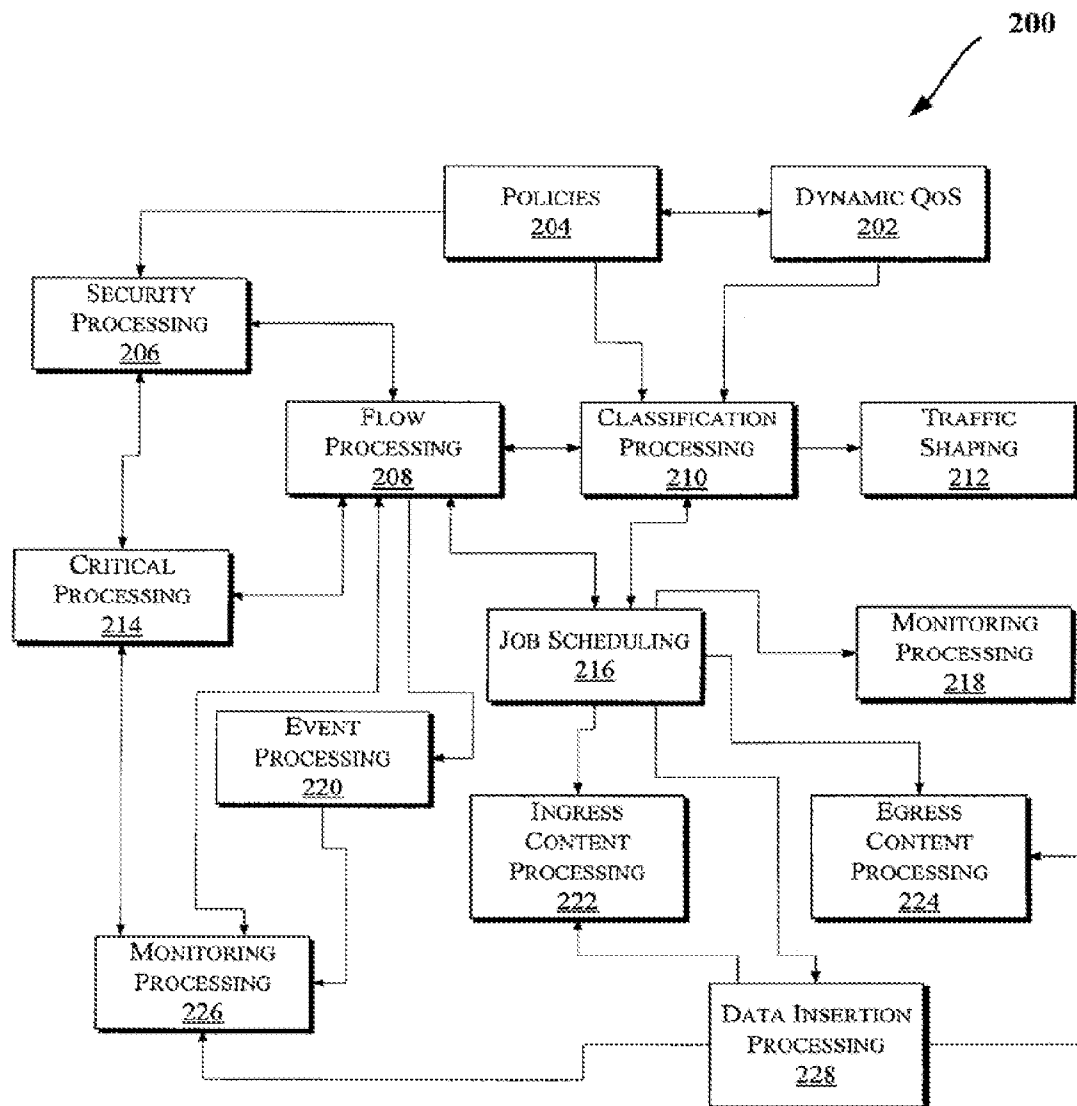 200
POLICIES
204
DYNAMIC QOS
202
SECURITY
PROCESSING
206
FLOW
PROCESSING
208
CLASSIFICATION
PROCESSING
210
TRAFFIC
SHAPING
212
CRITICAL
PROCESSING
214
JOB SCHEDULING
216
MONITORING
PROCESSING
218
EVENT
PROCESSING
220
INGRESS
CONTENT
PROCESSING
222
EGRESS
CONTENT
PROCESSING
224
MONITORING
PROCESSING
226
DATA INSERTION
PROCESSING
228